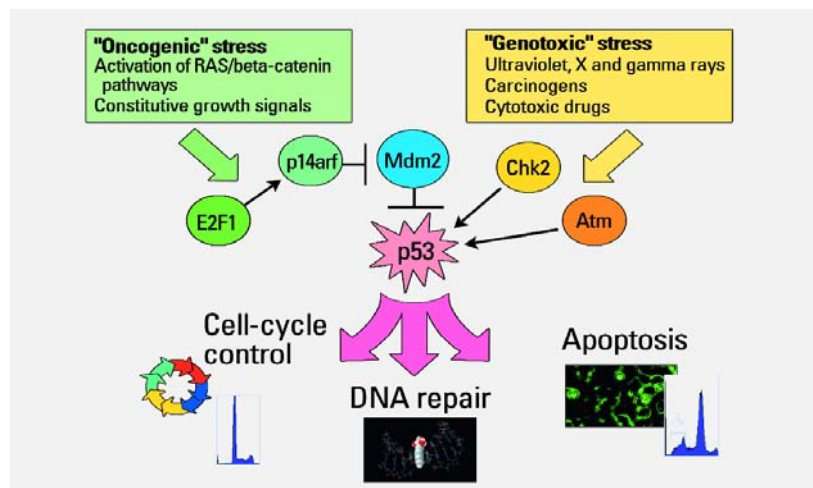 "Oncogenic" stress
Activation of RAS/beta-catenin
pathways
Constitutive growth signals
"Genotoxic" stress
Ultraviolet, X and gamma rays
Carcinogens
Cytotoxic drugs
p14arf
Mdm2
Chk2
E2F1
Atm
p53
Cell-cycle
control
DNA repair
Apoptosis